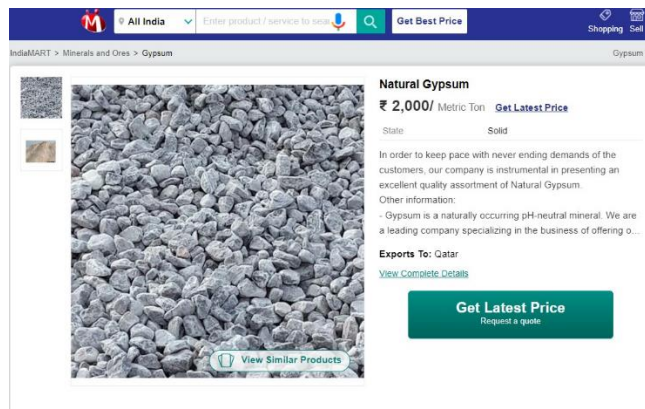 All India
Enter product / service to sear
Get Best Price
Shopping
Sell
IndiaMART > Minerals and Ores > Gypsum
Gypsum
Natural Gypsum
₹ 2,000/ Metric Ton Get Latest Price
State Solid
In order to keep pace with never ending demands of the
customers, our company is instrumental in presenting an
excellent quality assortment of Natural Gypsum.
Other information:
- Gypsum is a naturally occurring pH-neutral mineral. We are
a leading company specializing in the business of offering o...
Exports To: Qatar
View Complete Details
Get Latest Price
Request a quote
View Similar Products